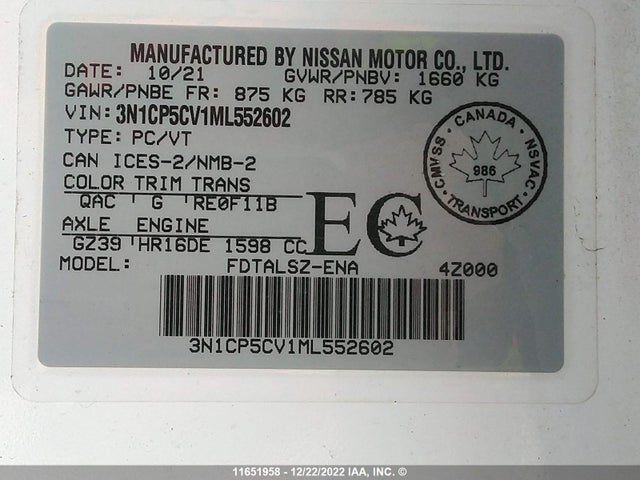 MANUFACTURED BY NISSAN MOTOR CO., LTD.
DATE: 10/21 GVWR/PNBV: 1660 KG
GAWR/PNBE FR: 875 KG RR: 785 KG
VIN: 3N1CP5CV1ML552602
TYPE: PC/VT
CAN ICES-2/NMB-2
COLOR TRIM TRANS
QAC G RE0F11B
AXLE ENGINE
GZ39 HR16DE 1598 CC
MODEL: FDTALSZ-ENA 4Z000
EC
CANADA
CMVSS
NSVAC
986
TRANSPORT
3N1CP5CV1ML552602
11651958 - 12/22/2022 IAA, INC. ©